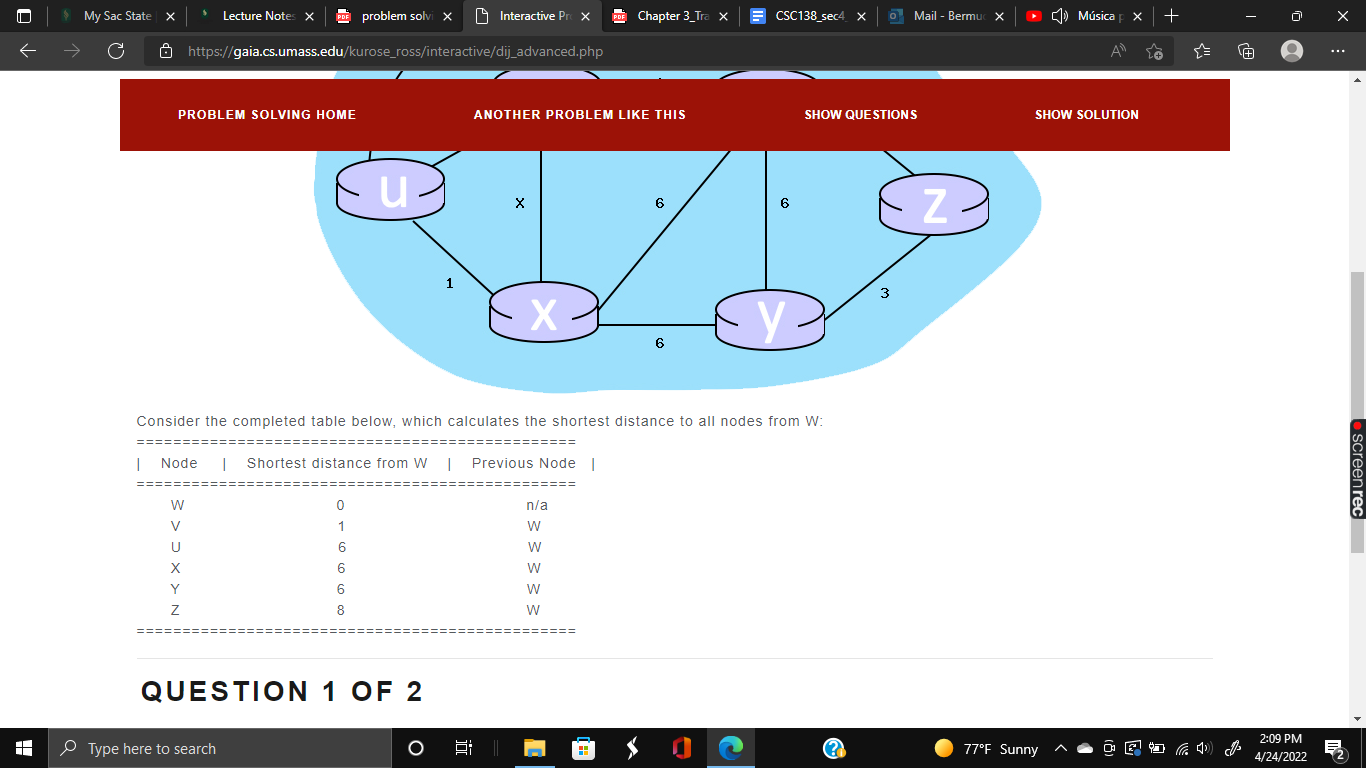 My Sac State
Lecture Notes
problem solvi
Interactive Pr
Chapter 3_Tra
CSC138_sec4_
Mail - Bermu
Música p
https://gaia.cs.umass.edu/kurose_ross/interactive/dij_advanced.php
PROBLEM SOLVING HOME ANOTHER PROBLEM LIKE THIS SHOW QUESTIONS SHOW SOLUTION
u
z
x 6 6
1
3
x
y
6
Consider the completed table below, which calculates the shortest distance to all nodes from W:
================================================
| Node | Shortest distance from W | Previous Node |
================================================
W 0 n/a
V 1 W
U 6 W
X 6 W
Y 6 W
Z 8 W
================================================
QUESTION 1 OF 2
screenrec
Type here to search
77°F Sunny
2:09 PM
4/24/2022
2